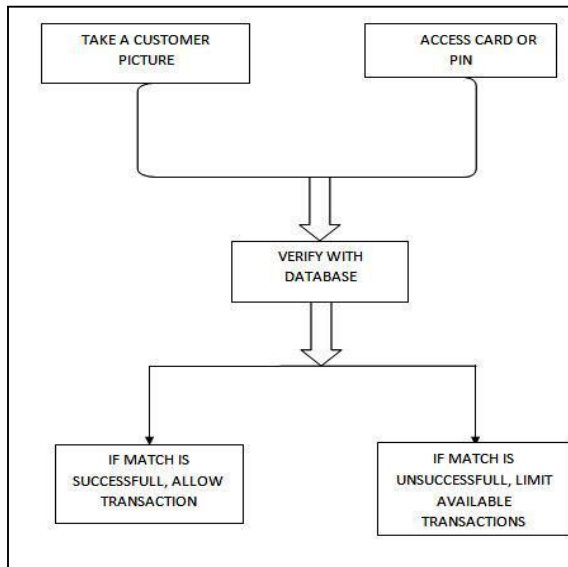 TAKE A CUSTOMER
PICTURE
ACCESS CARD OR
PIN
VERIFY WITH
DATABASE
IF MATCH IS
SUCCESSFULL, ALLOW
TRANSACTION
IF MATCH IS
UNSUCCESSFULL, LIMIT
AVAILABLE
TRANSACTIONS